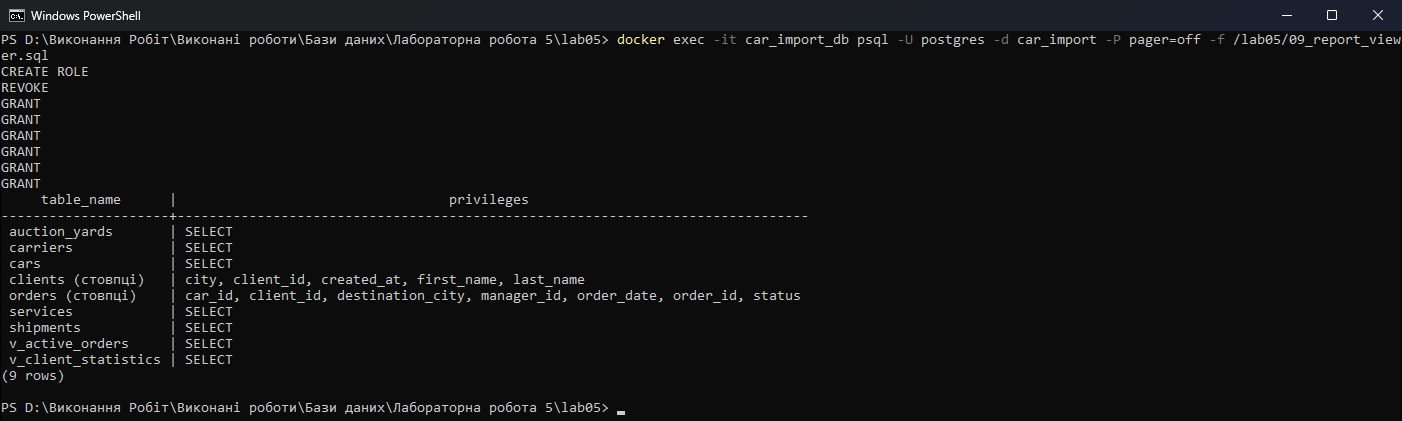 Windows PowerShell
PS D:\Виконання Робіт\Виконані роботи\Бази даних\Лабораторна робота 5\lab05> docker exec -it car_import_db psql -U postgres -d car_import -P pager=off -f /lab05/09_report_view
er.sql
CREATE ROLE
REVOKE
GRANT
GRANT
GRANT
GRANT
GRANT
GRANT
     table_name      |                                  privileges
---------------------+-------------------------------------------------------------------------------
 auction_yards       | SELECT
 carriers            | SELECT
 cars                | SELECT
 clients (стовпці)   | city, client_id, created_at, first_name, last_name
 orders (стовпці)    | car_id, client_id, destination_city, manager_id, order_date, order_id, status
 services            | SELECT
 shipments           | SELECT
 v_active_orders     | SELECT
 v_client_statistics | SELECT
(9 rows)
PS D:\Виконання Робіт\Виконані роботи\Бази даних\Лабораторна робота 5\lab05>